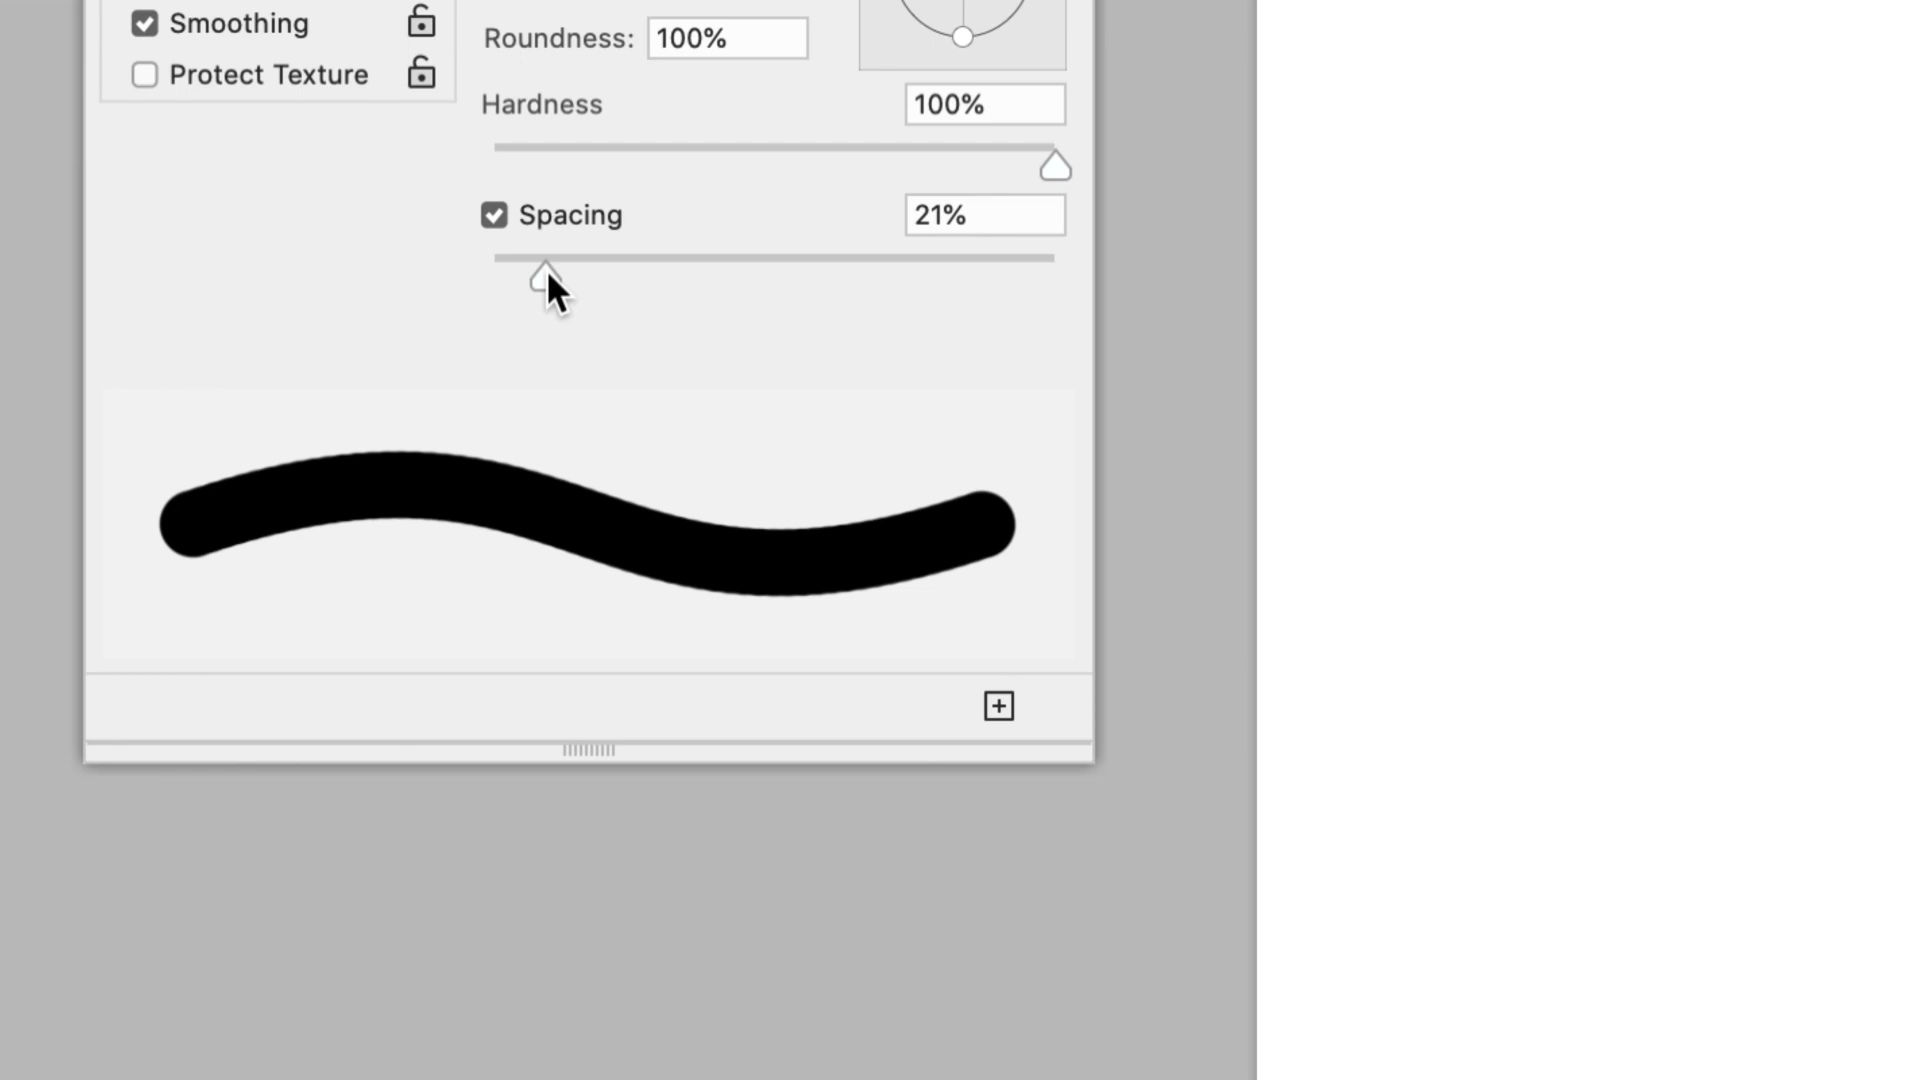 Smoothing
Protect Texture
Roundness: 100%
Hardness 100%
Spacing 21%